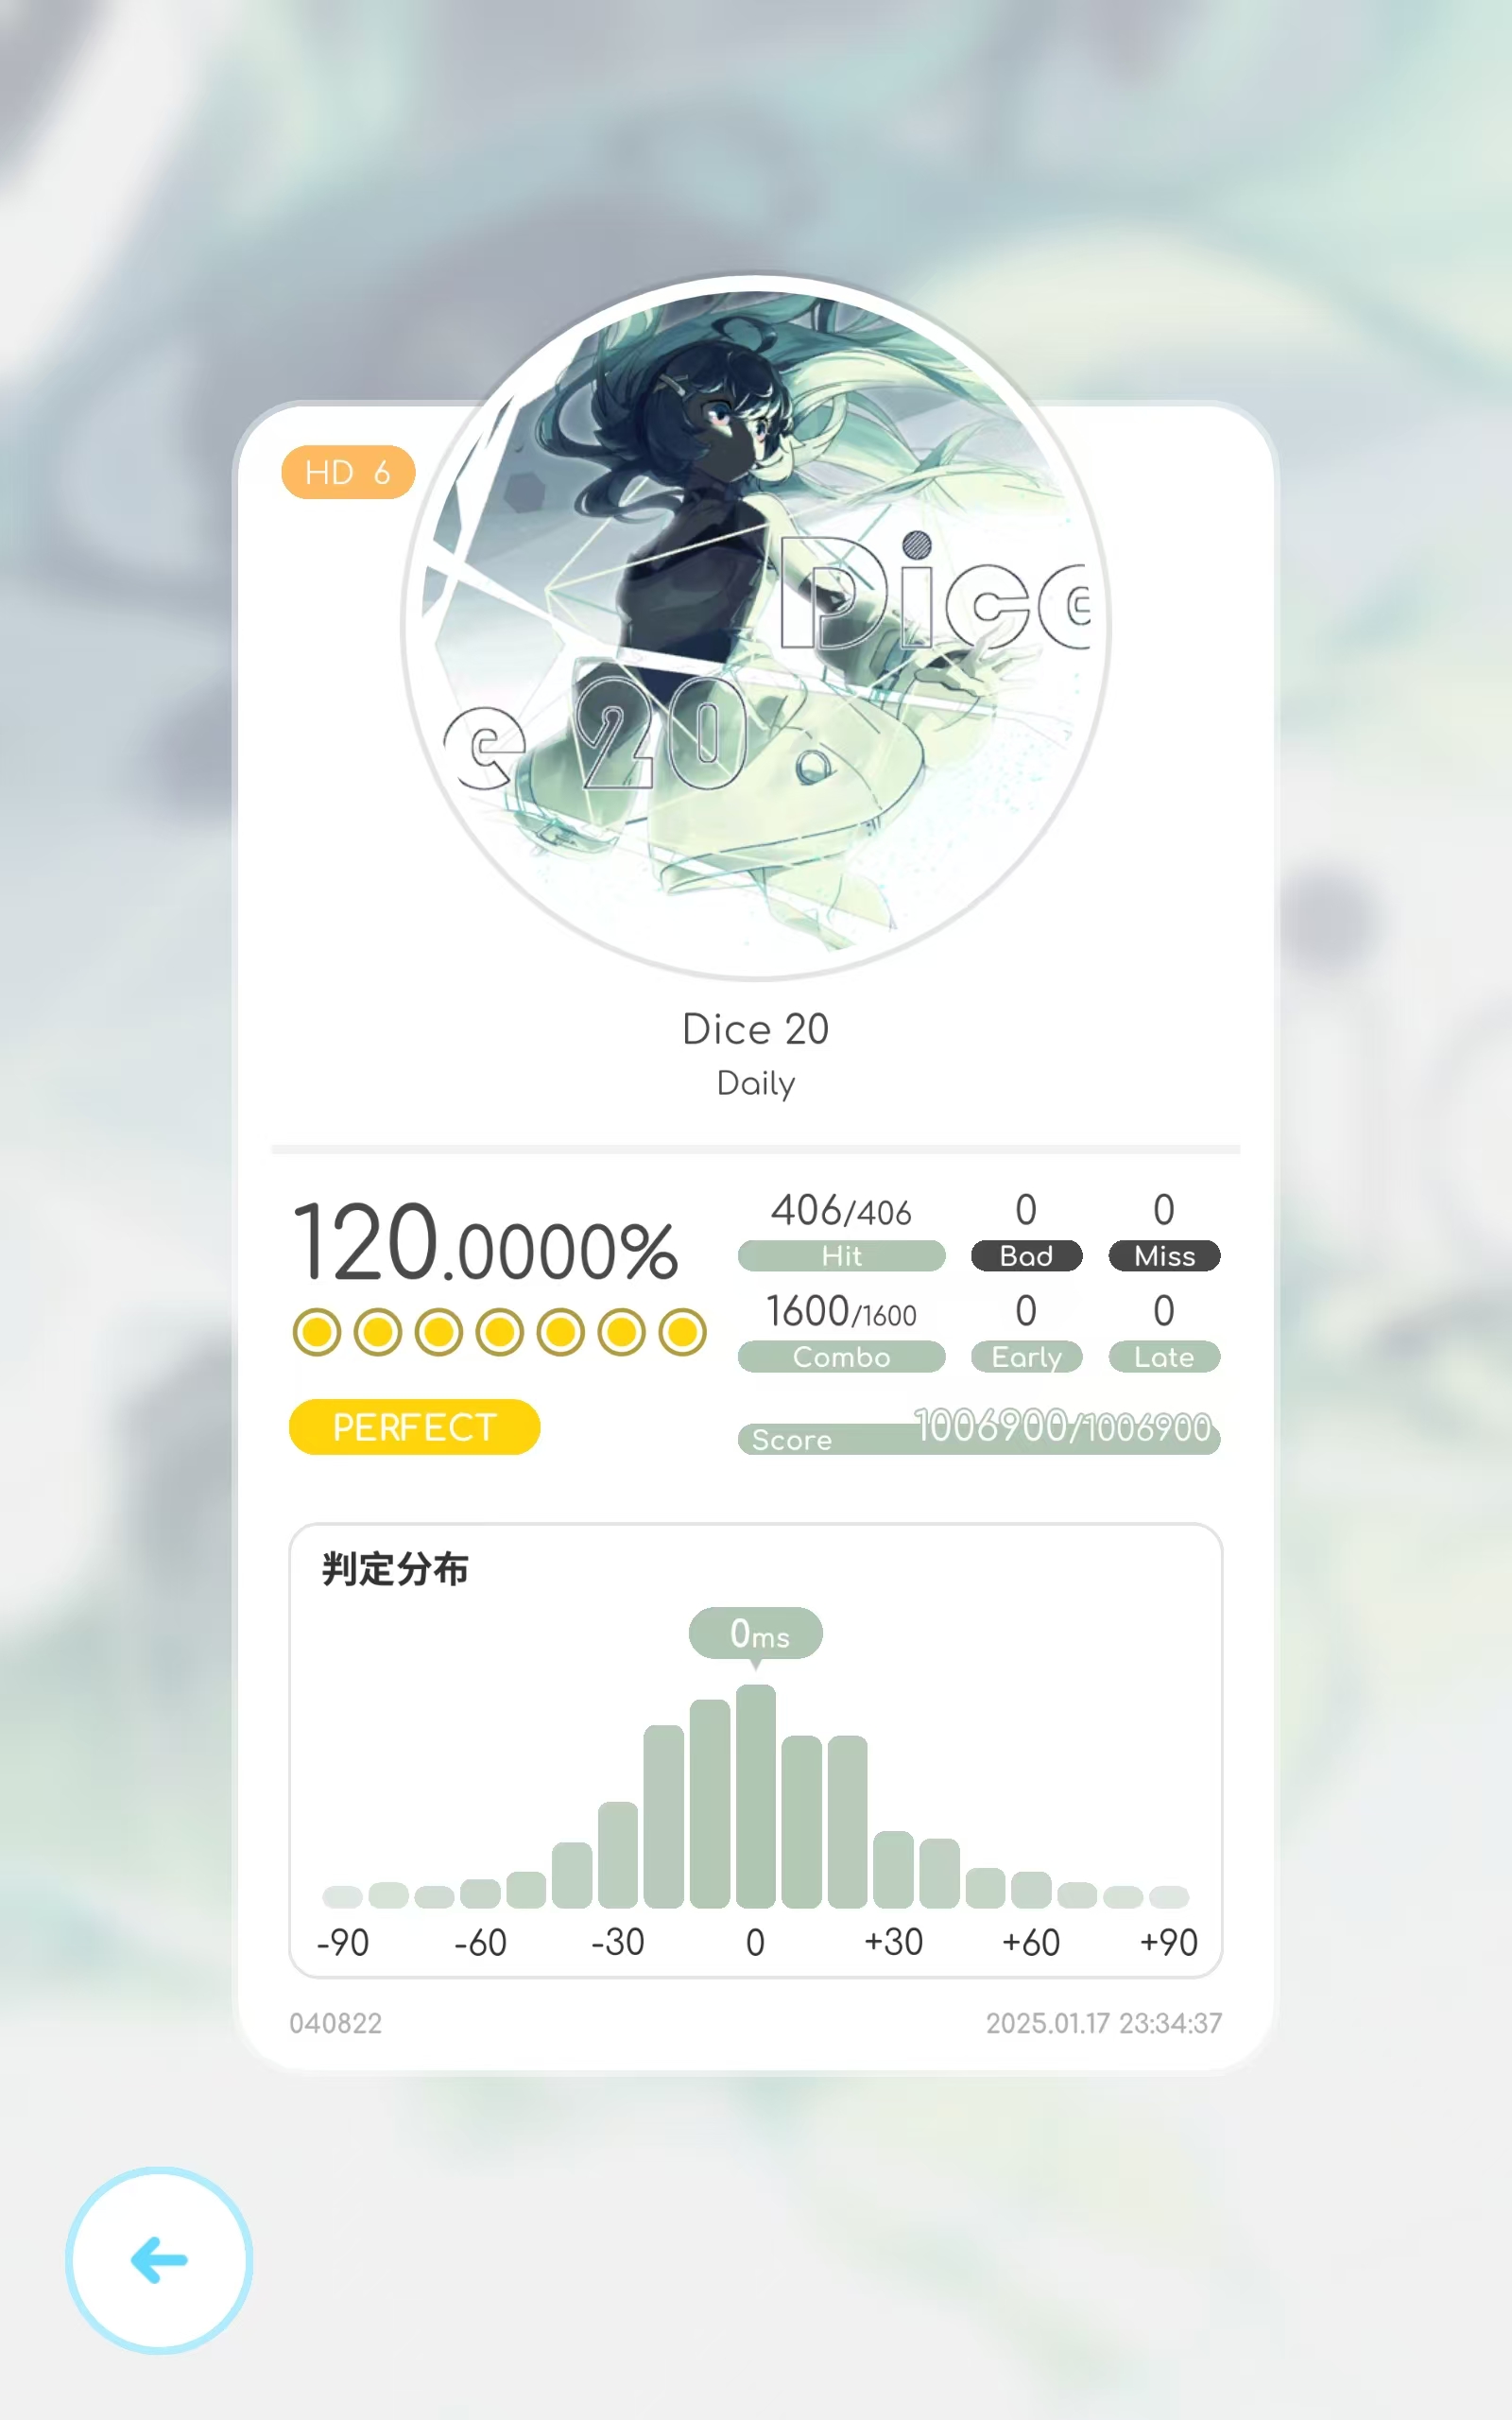 HD 6
Dice
e 20
Dice 20
Daily
120.0000%
406/406 0 0
Hit Bad Miss
1600/1600 0 0
Combo Early Late
PERFECT
Score 1006900/1006900
判定分布
0ms
-90 -60 -30 0 +30 +60 +90
040822 2025.01.17 23:34:37